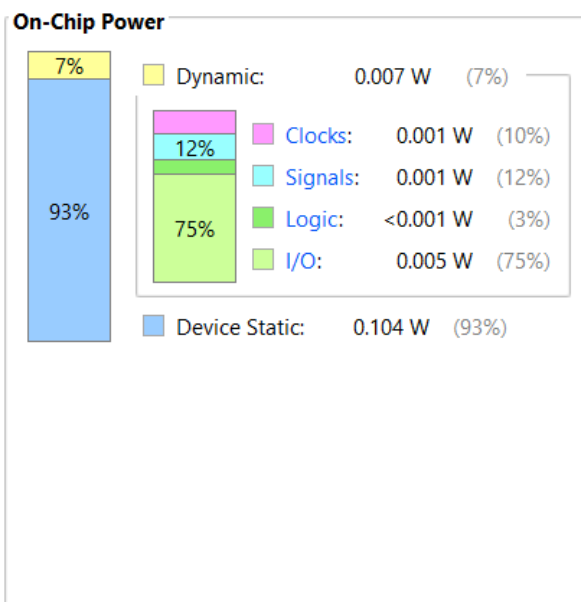 On-Chip Power
7% Dynamic: 0.007 W (7%)
Clocks: 0.001 W (10%)
12% Signals: 0.001 W (12%)
93% 75% Logic: <0.001 W (3%)
I/O: 0.005 W (75%)
Device Static: 0.104 W (93%)